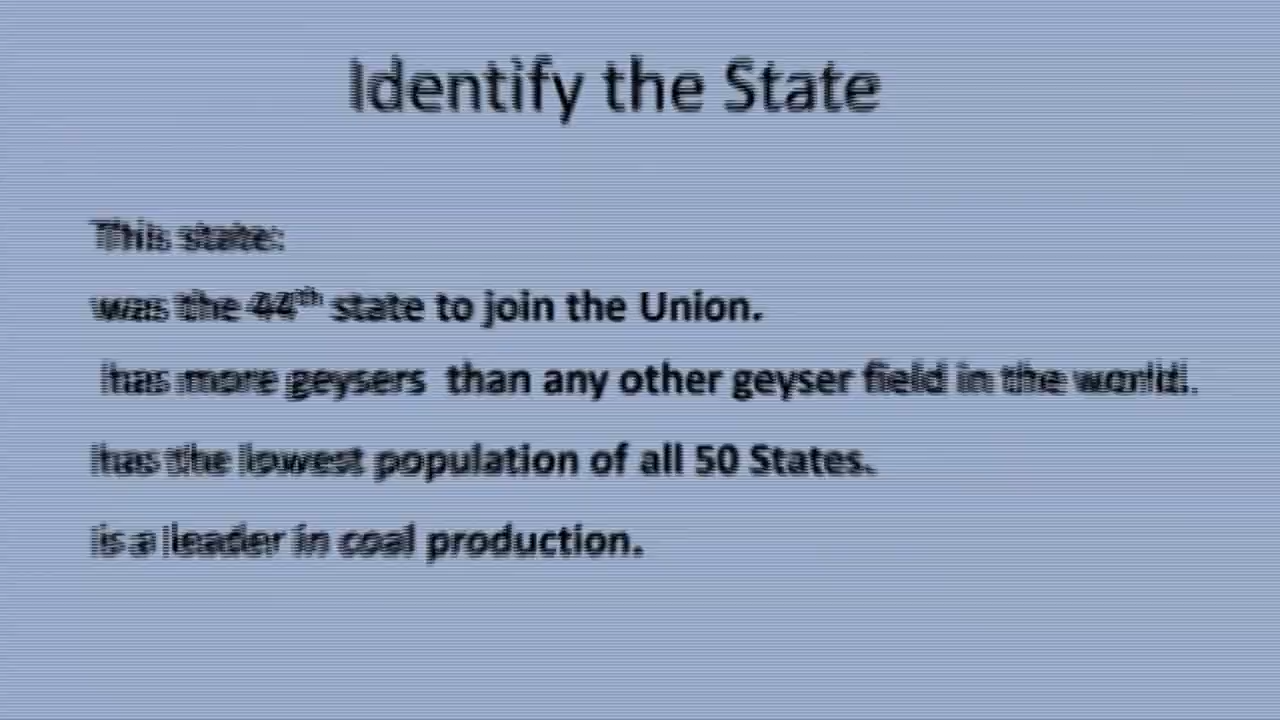 Identify the State
This state:
was the 44th state to join the Union.
has more geysers than any other geyser field in the world.
has the lowest population of all 50 States.
is a leader in coal production.